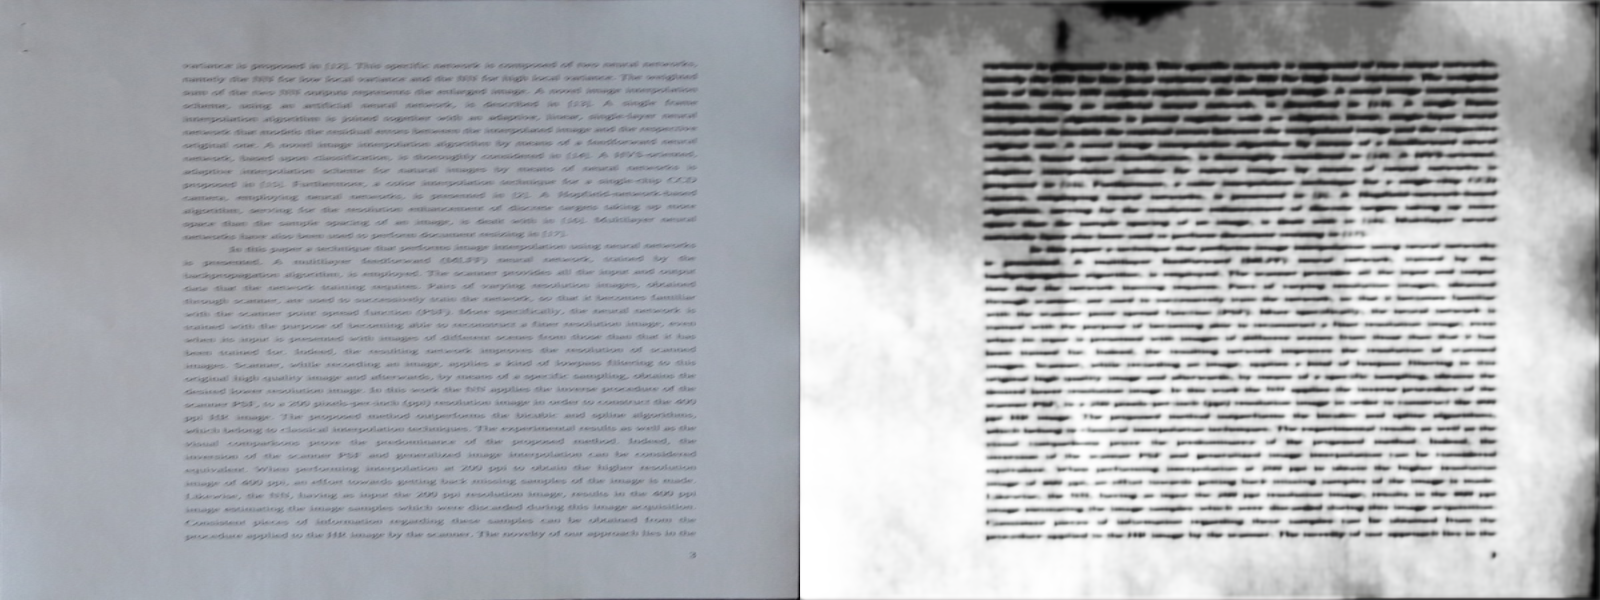 variance is proposed in [12]. This specific network is composed of two neural networks,
namely the NN for low local variance and the NN for high local variance. The weighted
sum of the two NN outputs represents the enlarged image. A novel image interpolation
scheme, using an artificial neural network, is described in [13]. A single frame
interpolation algorithm is joined together with an adaptive, linear, single-layer neural
network that models the residual errors between the interpolated image and the respective
original one. A novel image interpolation algorithm by means of a feedforward neural
network, based upon classification, is thoroughly considered in [14]. A
adaptive interpolation scheme for natural images by means of neural networks is
proposed in Furthermore, a color interpolation technique for a single-chip CCD
camera, employing neural networks, is presented in A Hopfield-network-based
algorithm, serving for the resolution enhancement of discrete targets taking up more
space than the sample spacing of an image, is dealt with in [16]. Multilayer neural
networks have also been used to perform document resizing in [17].
In this paper a technique that performs image interpolation using neural networks
is presented. A multilayer feedforward neural network, trained by the
backpropagation algorithm, is employed. The scanner provides all the input and output
data that the network training requires. Pairs of varying resolution images, obtained
through scanner, are used to successively train the network, so that it becomes familiar
with the scanner point spread function (PSF). More specifically, the neural network is
trained with the purpose of becoming able to reconstruct a finer resolution image, even
when its input is presented with images of different scenes from those than that it has
been trained for. Indeed, the resulting network improves the resolution of scanned
images. Scanner, while recording an image, applies a kind of lowpass filtering to this
original high quality image and afterwards, by means of a specific sampling, obtains the
desired lower resolution image. In this work the NN applies the inverse procedure of the
scanner PSF, to a 200 pixels-per-inch (ppi) resolution image in order to construct the 400
ppi HR image. The proposed method outperforms the bicubic and spline algorithms,
which belong to classical interpolation techniques. The experimental results as well as the
visual comparisons prove the predominance of the proposed method. Indeed, the
inversion of the scanner PSF and generalized image interpolation can be considered
equivalent. When performing interpolation at 200 ppi to obtain the higher resolution
image of 400 ppi, an effort towards getting back missing samples of the image is made.
Likewise, the NN, having as input the 200 ppi resolution image, results in the 400 ppi
image estimating the image samples which were discarded during this image acquisition.
Consistent pieces of information regarding these samples can be obtained from the
procedure applied to the HR image by the scanner. The novelty of our approach lies in the
3